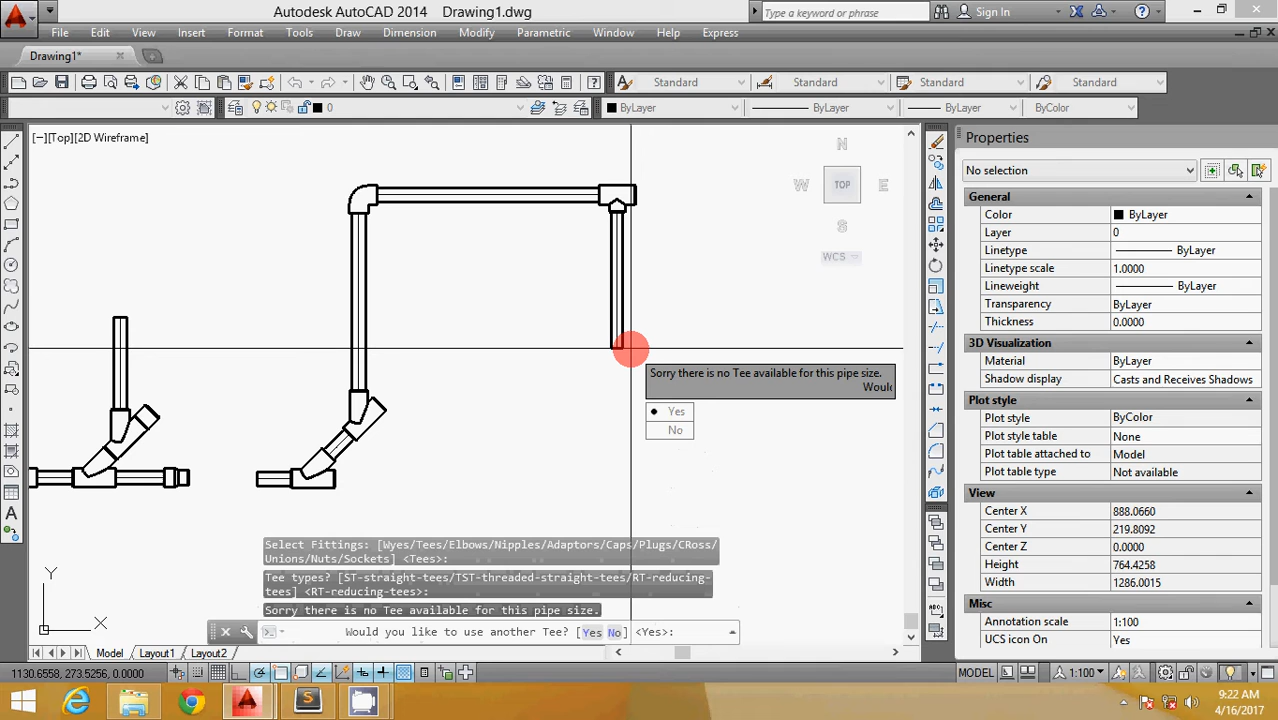 Autodesk AutoCAD 2014 Drawing1.dwg
Type a keyword or phrase
Sign In
File Edit View Insert Format Tools Draw Dimension Modify Parametric Window Help Express
Drawing1*
Standard Standard Standard Standard
0 ByLayer ByLayer ByLayer ByColor
[−][Top][2D Wireframe]
N
W TOP E
S
WCS
Properties
No selection
General
Color ByLayer
Layer 0
Linetype ByLayer
Linetype scale 1.0000
Lineweight ByLayer
Transparency ByLayer
Thickness 0.0000
3D Visualization
Material ByLayer
Shadow display Casts and Receives Shadows
Plot style
Plot style ByColor
Plot style table None
Plot table attached to Model
Plot table type Not available
View
Center X 888.0660
Center Y 219.8092
Center Z 0.0000
Height 764.4258
Width 1286.0015
Misc
Annotation scale 1:100
UCS icon On Yes
Sorry there is no Tee available for this pipe size.
Yes
No
Select Fittings: [Wyes/Tees/Elbows/Nipples/Adaptors/Caps/Plugs/CRoss/
Unions/Nuts/Sockets] <Tees>:
Tee types? [ST-straight-tees/TST-threaded-straight-tees/RT-reducing-
tees] <RT-reducing-tees>:
Sorry there is no Tee available for this pipe size.
Would you like to use another Tee? [Yes No] <Yes>:
Y
X
Model Layout1 Layout2
1130.6558, 273.5256, 0.0000
MODEL
1:100
9:22 AM
4/16/2017